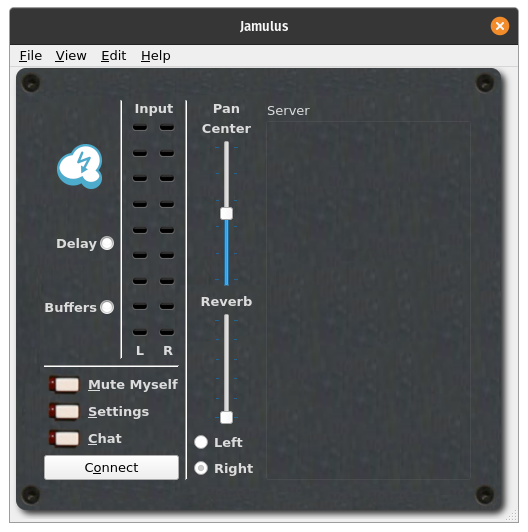 Jamulus
File View Edit Help
Input
Pan
Server
Center
Delay
Buffers
Reverb
L R
Mute Myself
Settings
Chat
Connect
Left
Right